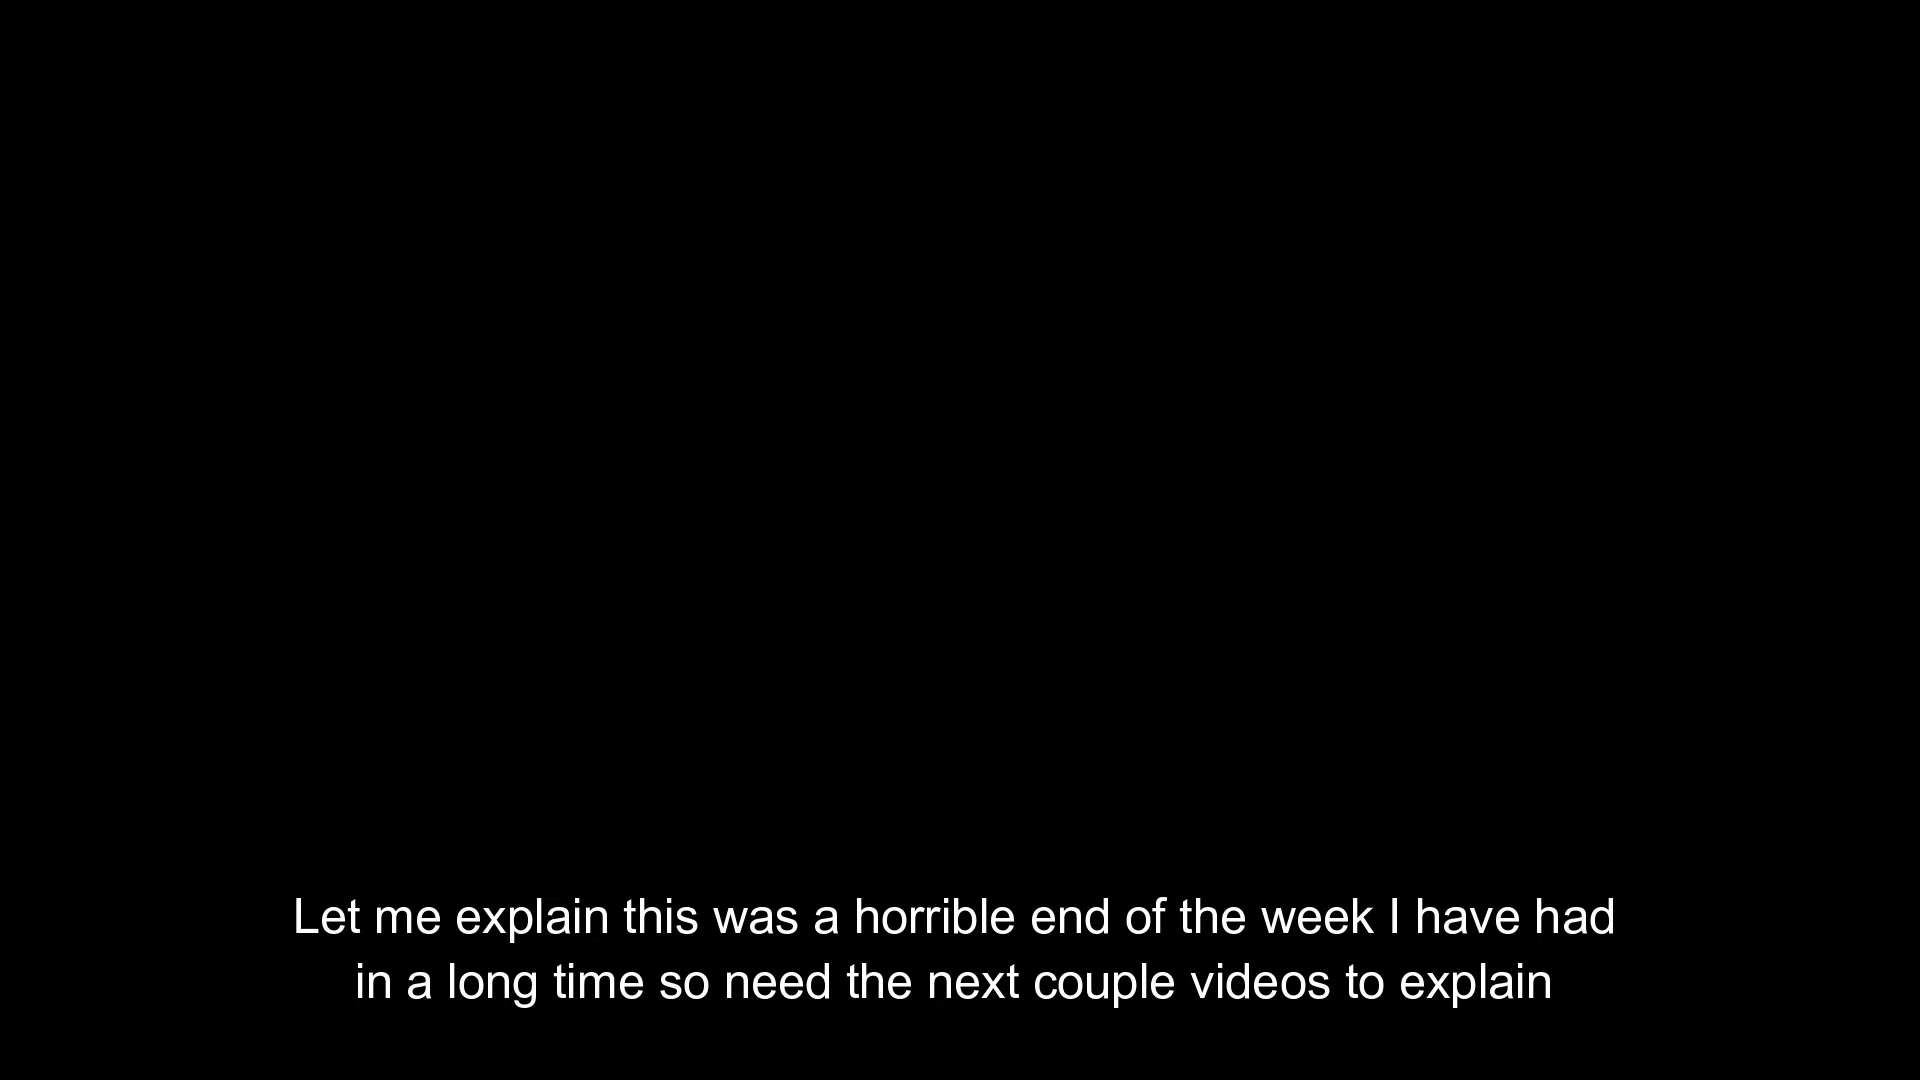 Let me explain this was a horrible end of the week I have had
in a long time so need the next couple videos to explain